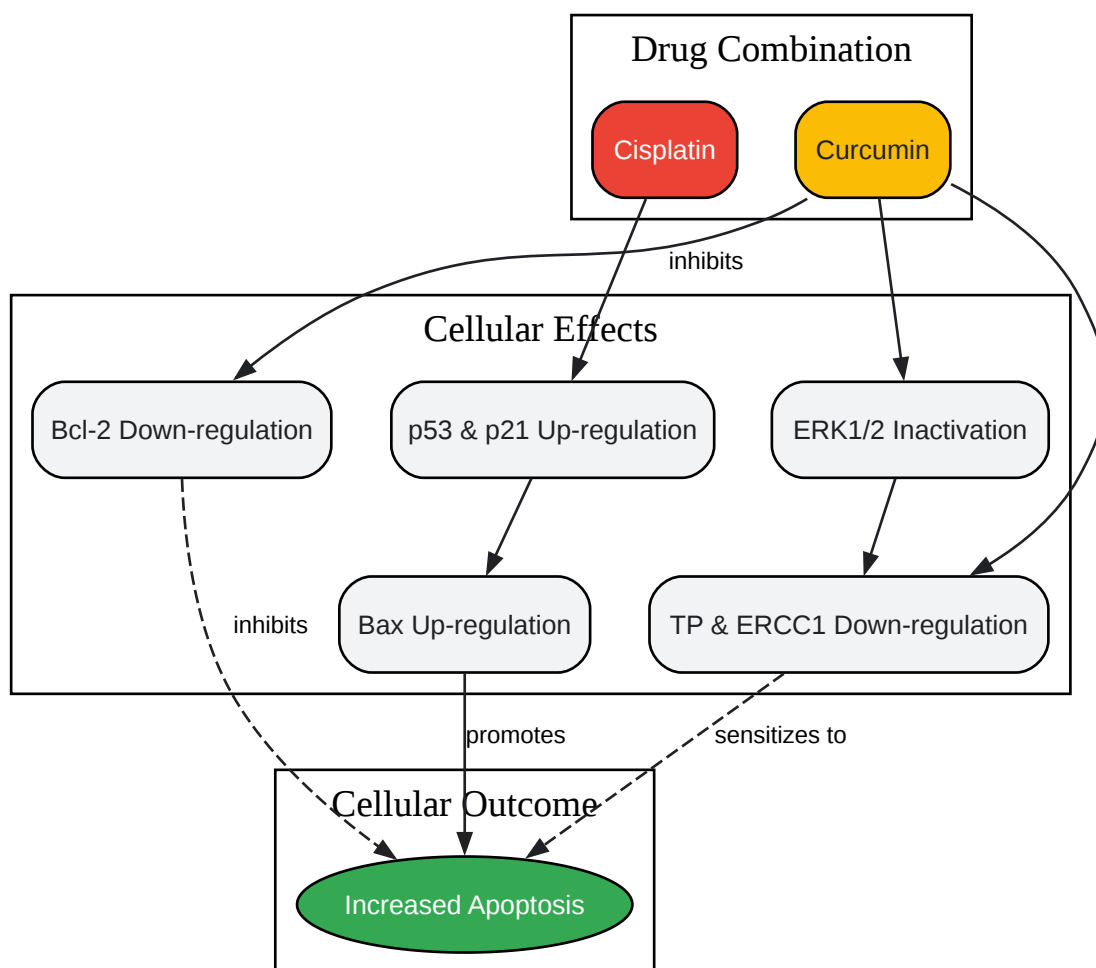 Drug Combination
Cisplatin
Curcumin
inhibits
Cellular Effects
Bcl-2 Down-regulation
p53 & p21 Up-regulation
ERK1/2 Inactivation
inhibits
Bax Up-regulation
TP & ERCC1 Down-regulation
promotes
sensitizes to
Cellular Outcome
Increased Apoptosis